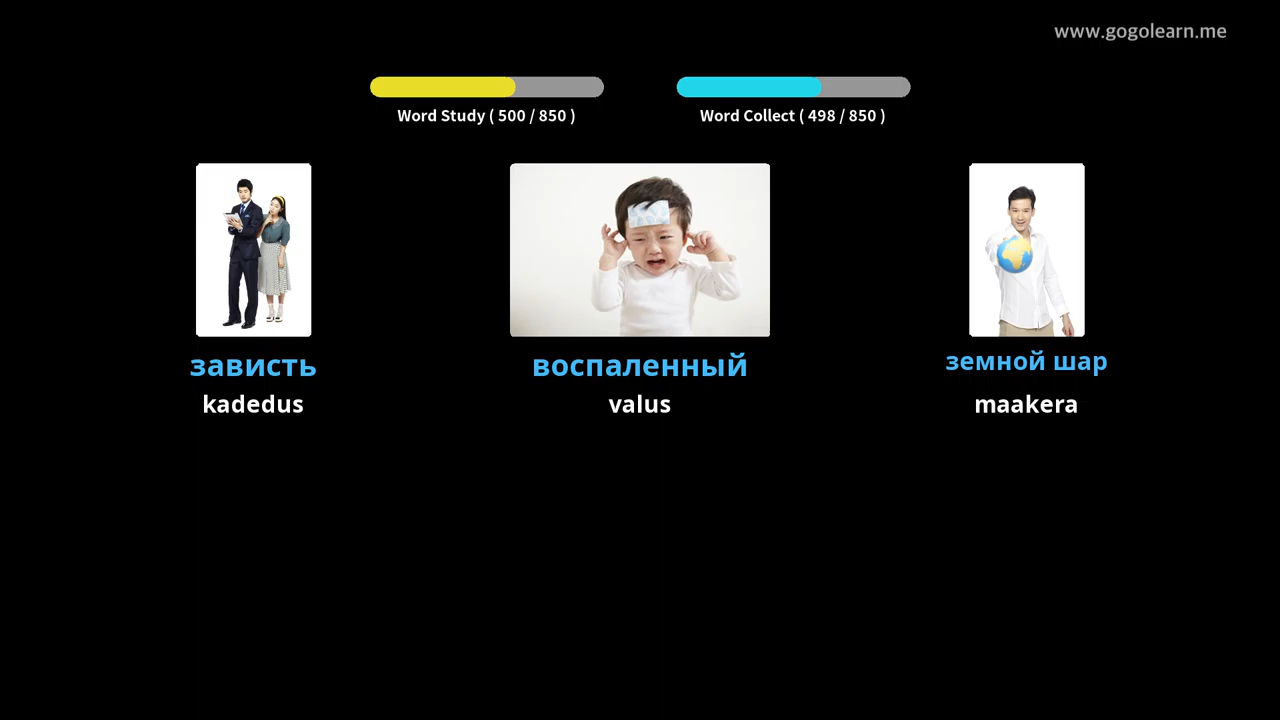 www.gogolearn.me
Word Study ( 500 / 850 )
Word Collect ( 498 / 850 )
зависть
воспаленный
земной шар
kadedus
valus
maakera